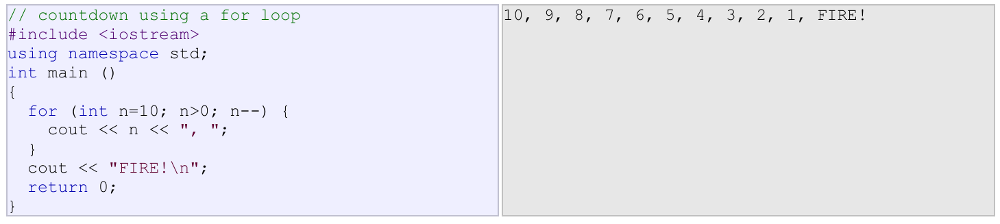 // countdown using a for loop
#include <iostream>
using namespace std;
int main ()
{
  for (int n=10; n>0; n--) {
    cout << n << ", ";
  }
  cout << "FIRE!\n";
  return 0;
}
10, 9, 8, 7, 6, 5, 4, 3, 2, 1, FIRE!